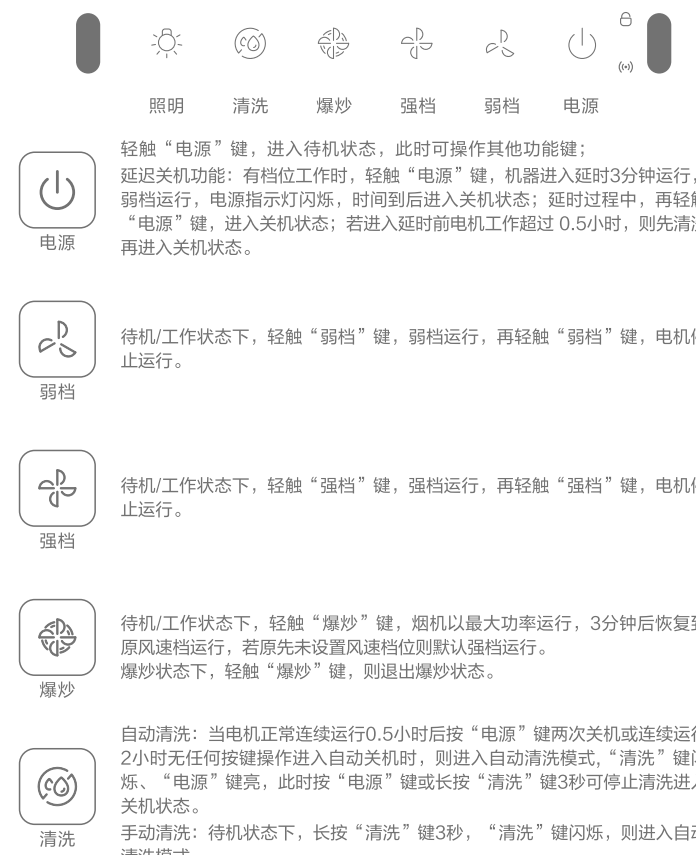 照明 清洗 爆炒 强档 弱档 电源
轻触“电源”键，进入待机状态，此时可操作其他功能键；
延迟关机功能：有档位工作时，轻触“电源”键，机器进入延时3分钟运行，
弱档运行，电源指示灯闪烁，时间到后进入关机状态；延时过程中，再轻
“电源”键，进入关机状态；若进入延时前电机工作超过 0.5小时，则先清
再进入关机状态。
电源
待机/工作状态下，轻触“弱档”键，弱档运行，再轻触“弱档”键，电机
止运行。
弱档
待机/工作状态下，轻触“强档”键，强档运行，再轻触“强档”键，电机
止运行。
强档
待机/工作状态下，轻触“爆炒”键，烟机以最大功率运行，3分钟后恢复
原风速档运行，若原先未设置风速档位则默认强档运行。
爆炒状态下，轻触“爆炒”键，则退出爆炒状态。
爆炒
自动清洗：当电机正常连续运行0.5小时后按“电源”键两次关机或连续运
2小时无任何按键操作进入自动关机时，则进入自动清洗模式,“清洗”键
烁、“电源”键亮，此时按“电源”键或长按“清洗”键3秒可停止清洗进
关机状态。
手动清洗：待机状态下，长按“清洗”键3秒，“清洗”键闪烁，则进入自
清洗